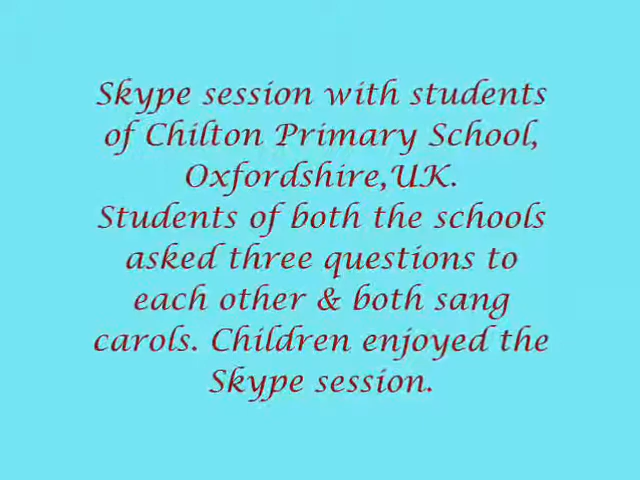 Skype session with students
of Chilton Primary School,
Oxfordshire,UK.
Students of both the schools
asked three questions to
each other & both sang
carols. Children enjoyed the
Skype session.